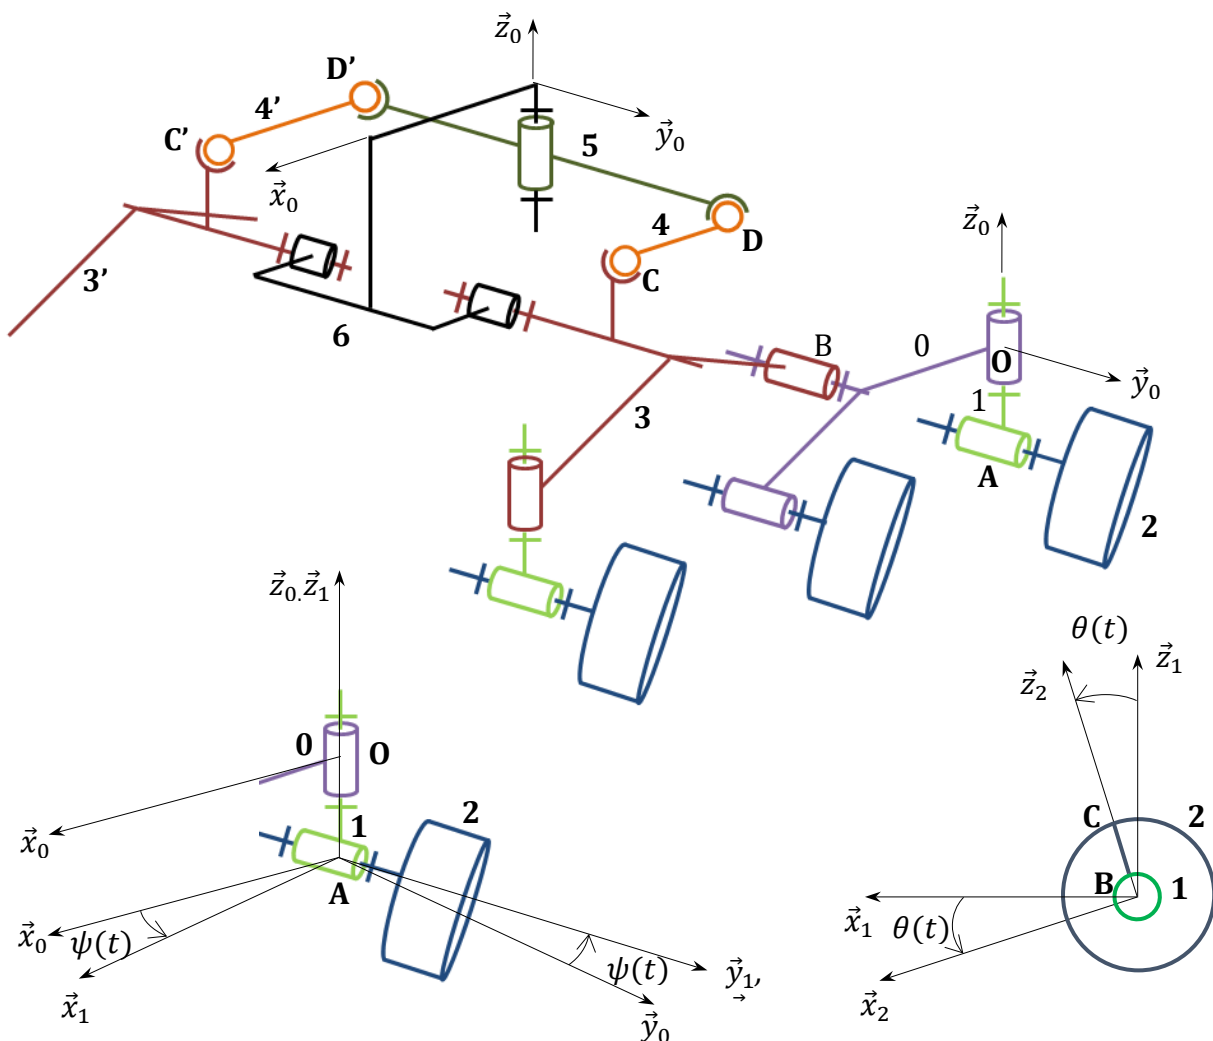 z⃗₀
D’
4’
C’
5
y⃗₀
x⃗₀
z⃗₀
4
D
C
3’
6
B
0
O
y⃗₀
1
3
A
2
z⃗₀.z⃗₁
θ(t)
z⃗₁
z⃗₂
0
O
1
2
C
2
x⃗₀
B
1
A
x⃗₁
θ(t)
x⃗₀
ψ(t)
ψ(t)
y⃗₁,
x⃗₁
y⃗₀
x⃗₂